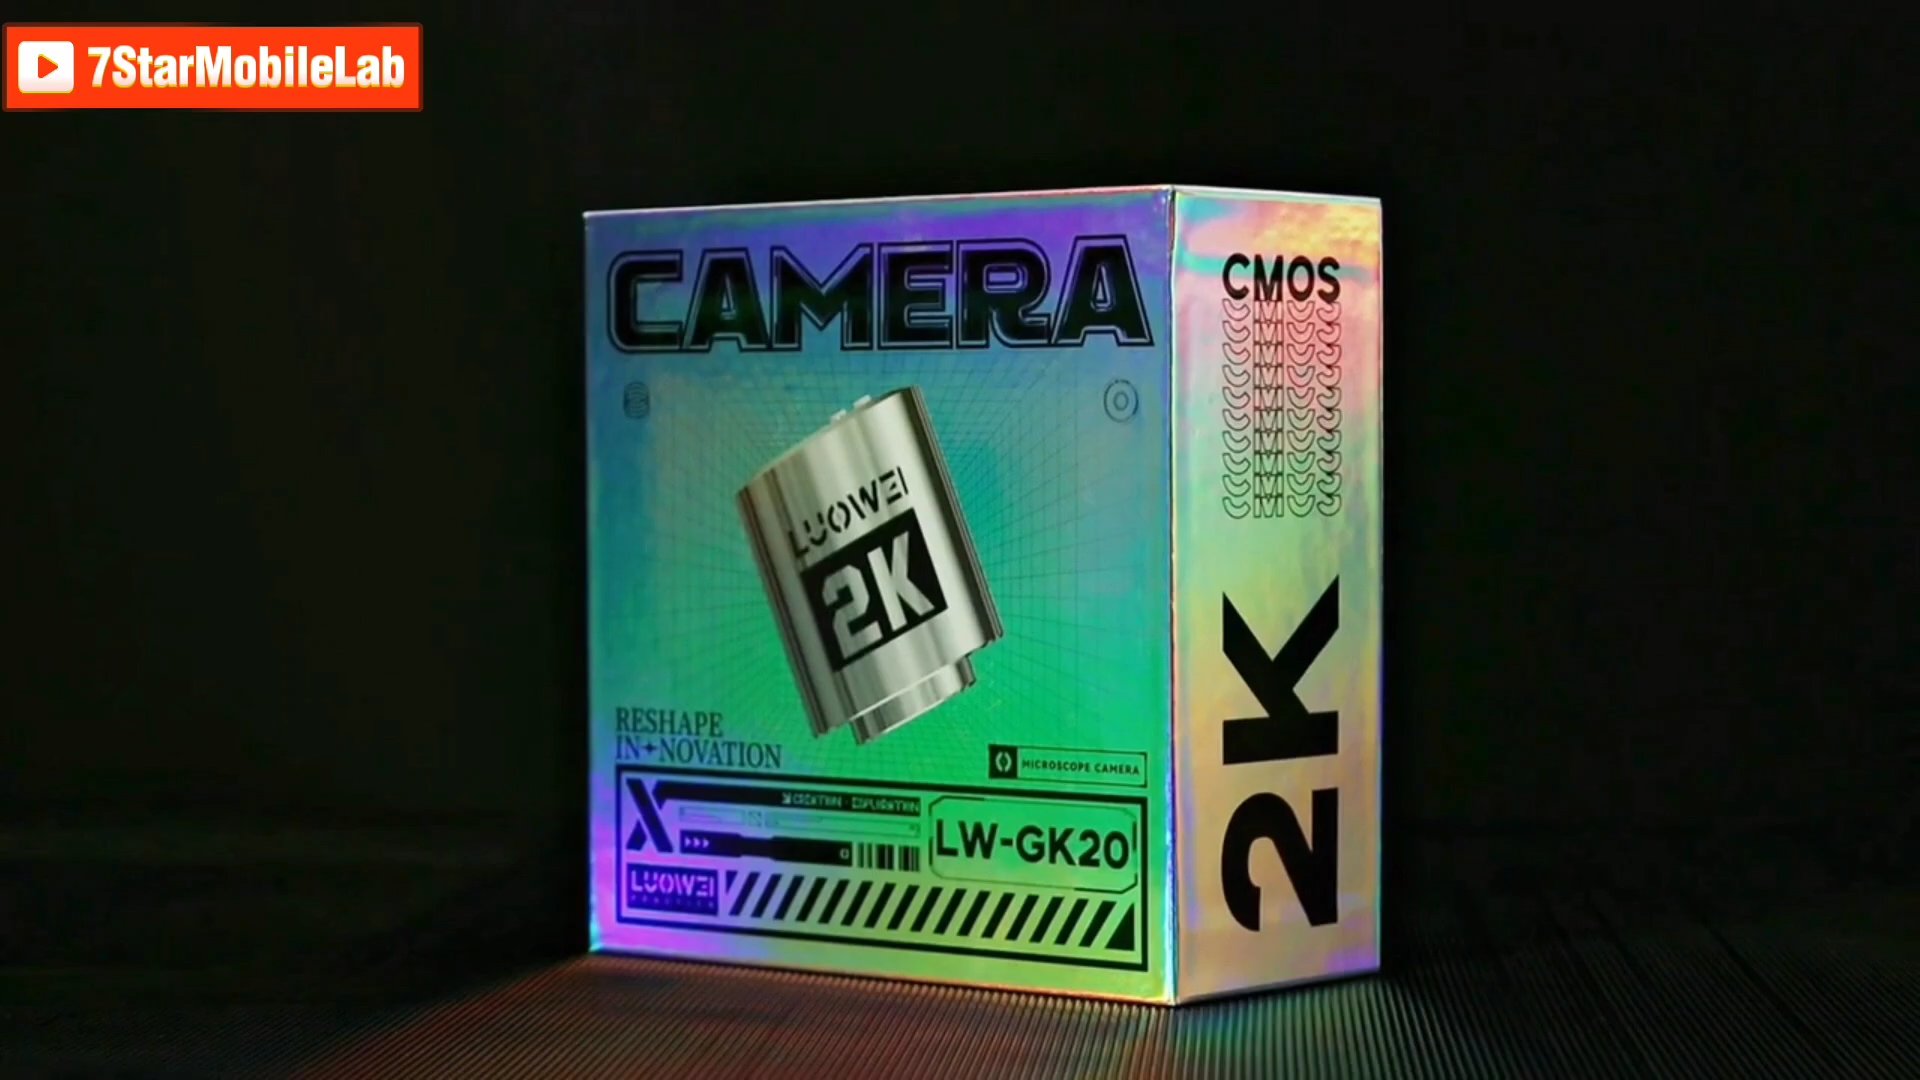 7StarMobileLab
CAMERA
LUOWEI
2K
RESHAPE
IN✦NOVATION
MICROSCOPE CAMERA
X
LW-GK20
LUOWEI
CMOS
2K